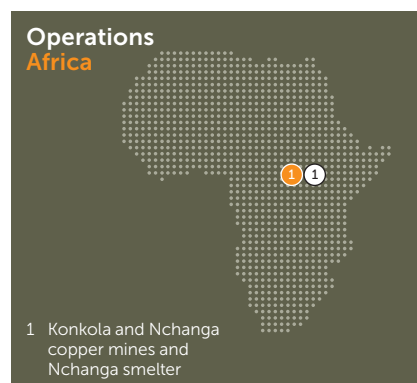 Operations
Africa
1 1
1 Konkola and Nchanga
copper mines and
Nchanga smelter